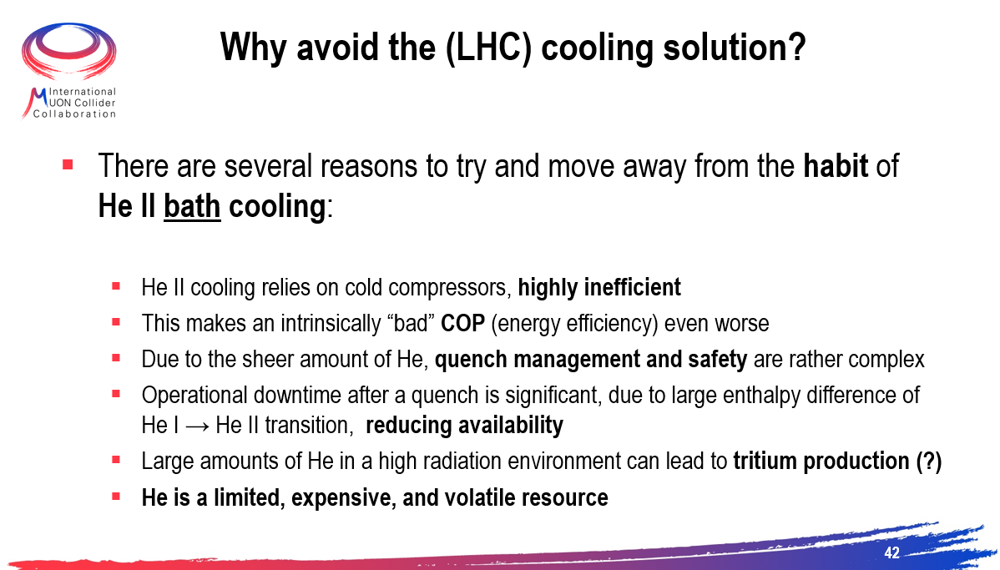 Why avoid the (LHC) cooling solution?
International
MUON Collider
Collaboration
There are several reasons to try and move away from the habit of
He II bath cooling:
He II cooling relies on cold compressors, highly inefficient
This makes an intrinsically “bad” COP (energy efficiency) even worse
Due to the sheer amount of He, quench management and safety are rather complex
Operational downtime after a quench is significant, due to large enthalpy difference of
He I → He II transition,  reducing availability
Large amounts of He in a high radiation environment can lead to tritium production (?)
He is a limited, expensive, and volatile resource
42